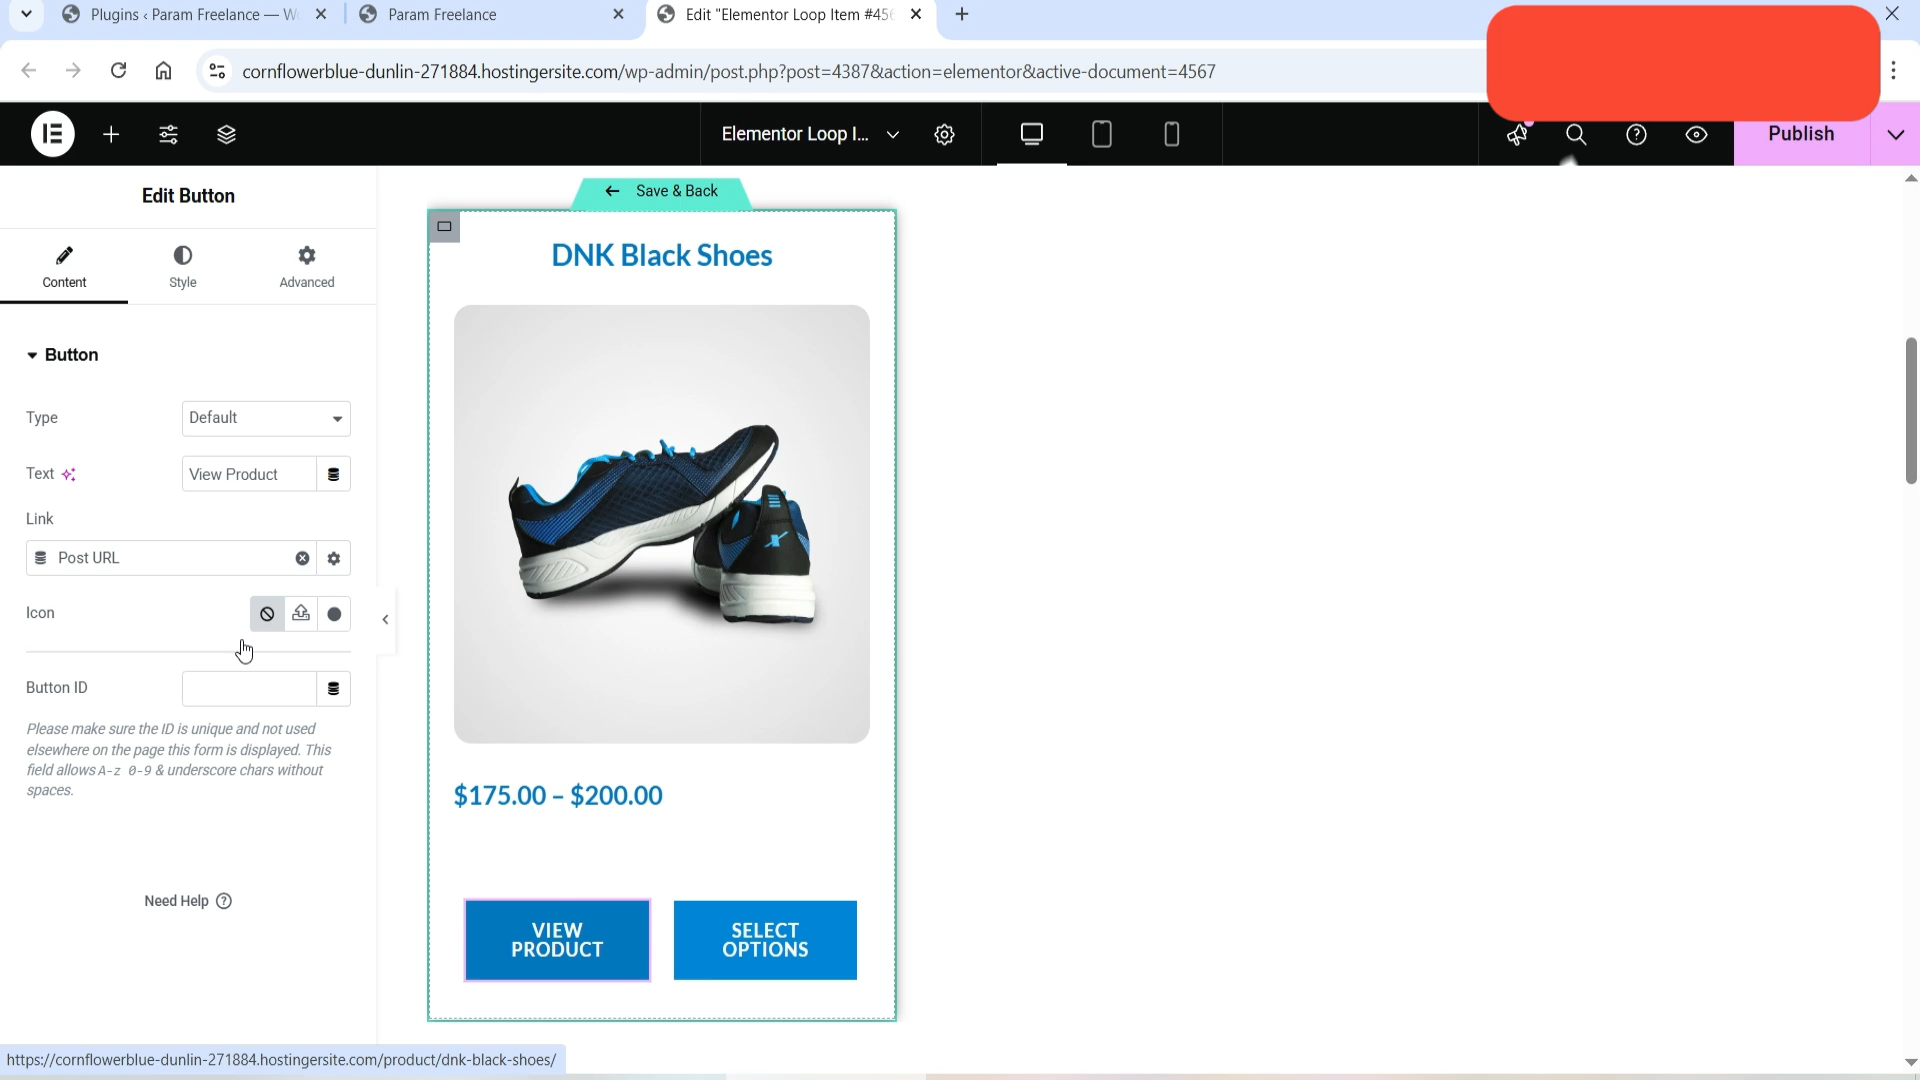 Plugins ‹ Param Freelance — W
Param Freelance
Edit "Elementor Loop Item #456
cornflowerblue-dunlin-271884.hostingersite.com/wp-admin/post.php?post=4387&action=elementor&active-document=4567
Elementor Loop I...
Publish
Edit Button
Save & Back
Content
Style
Advanced
DNK Black Shoes
Button
Type
Default
Text
View Product
Link
Post URL
Icon
Button ID
Please make sure the ID is unique and not used
elsewhere on the page this form is displayed. This
field allows A-z 0-9 & underscore chars without
spaces.
$175.00 – $200.00
Need Help
VIEW
PRODUCT
SELECT
OPTIONS
https://cornflowerblue-dunlin-271884.hostingersite.com/product/dnk-black-shoes/